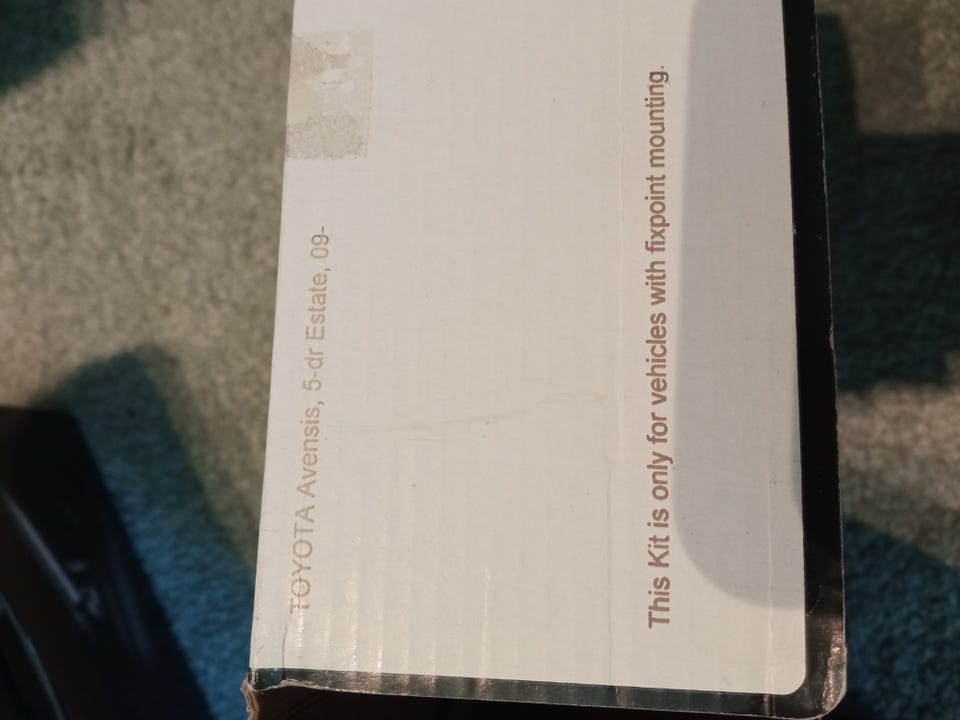 TOYOTA Avensis, 5-dr Estate, 09-
This Kit is only for vehicles with fixpoint mounting.